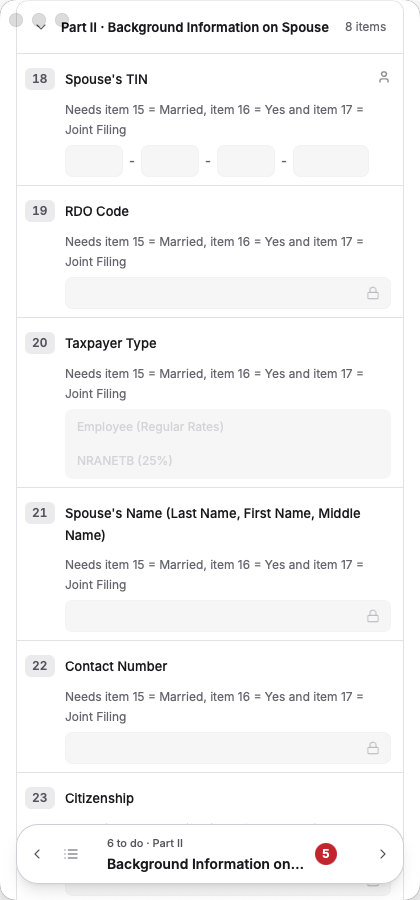 Part II · Background Information on Spouse 8 items
18 Spouse's TIN
Needs item 15 = Married, item 16 = Yes and item 17 =
Joint Filing
- - -
19 RDO Code
Needs item 15 = Married, item 16 = Yes and item 17 =
Joint Filing
20 Taxpayer Type
Needs item 15 = Married, item 16 = Yes and item 17 =
Joint Filing
Employee (Regular Rates)
NRANETB (25%)
21 Spouse's Name (Last Name, First Name, Middle
Name)
Needs item 15 = Married, item 16 = Yes and item 17 =
Joint Filing
22 Contact Number
Needs item 15 = Married, item 16 = Yes and item 17 =
Joint Filing
23 Citizenship
6 to do · Part II
Background Information on... 5